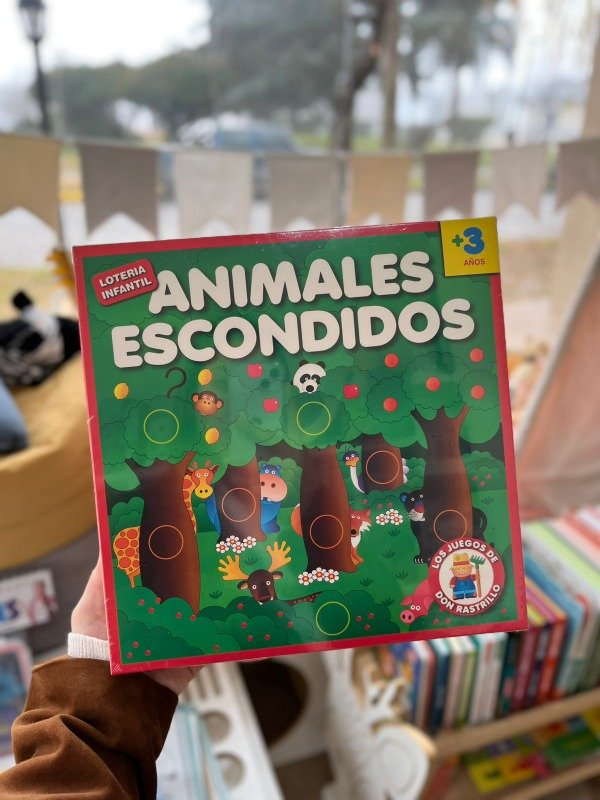 LOTERIA
INFANTIL
ANIMALES
ESCONDIDOS
+3
AÑOS
LOS JUEGOS DE
DON RASTRILLO